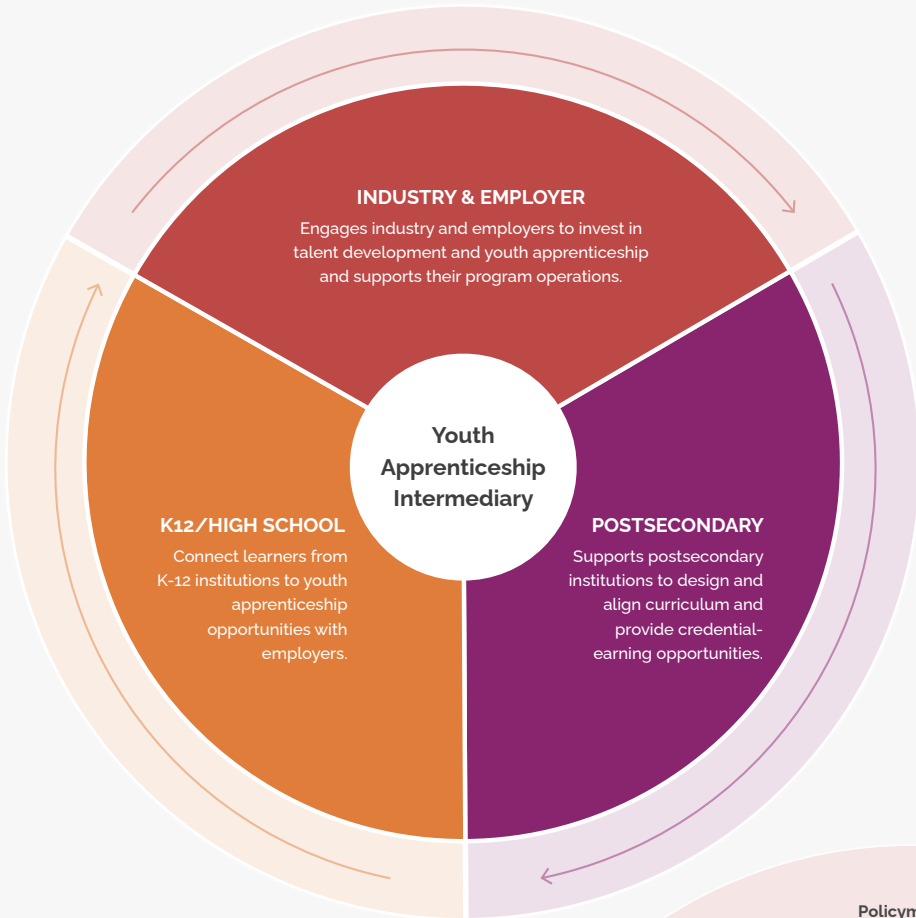 INDUSTRY & EMPLOYER
Engages industry and employers to invest in
talent development and youth apprenticeship
and supports their program operations.
Youth
Apprenticeship
Intermediary
K12/HIGH SCHOOL
Connect learners from
K-12 institutions to youth
apprenticeship
opportunities with
employers.
POSTSECONDARY
Supports postsecondary
institutions to design and
align curriculum and
provide credential-
earning opportunities.